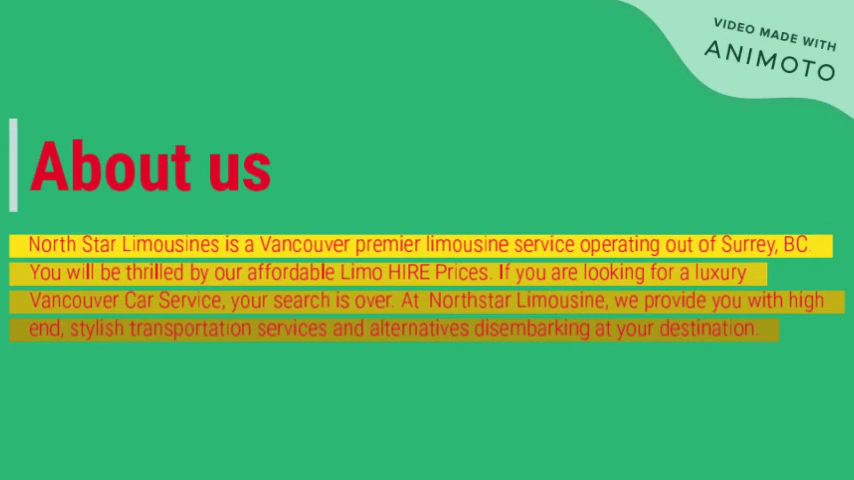 VIDEO MADE WITH
ANIMOTO
About us
North Star Limousines is a Vancouver premier limousine service operating out of Surrey, BC.
You will be thrilled by our affordable Limo HIRE Prices. If you are looking for a luxury
Vancouver Car Service, your search is over. At Northstar Limousine, we provide you with high
end, stylish transportation services and alternatives disembarking at your destination.